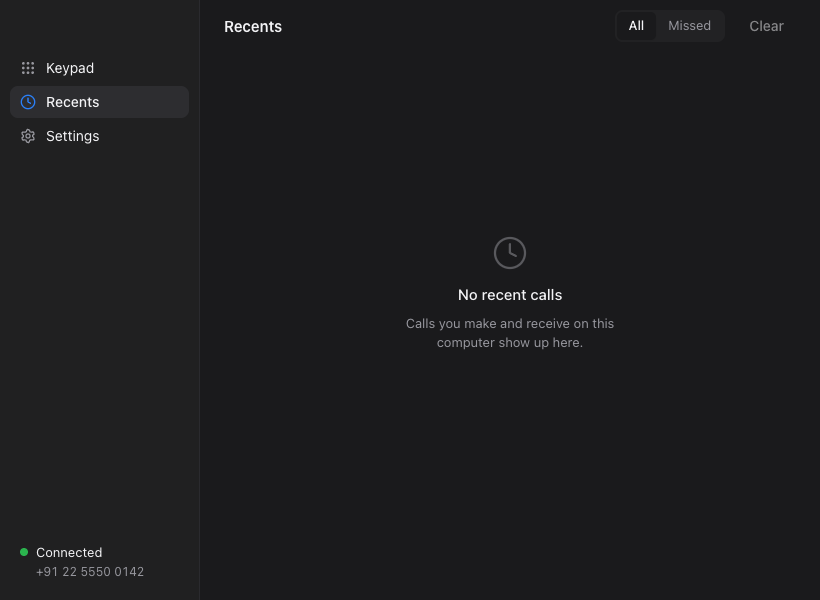 Keypad
Recents
Settings
Connected
+91 22 5550 0142
Recents
All
Missed
Clear
No recent calls
Calls you make and receive on this
computer show up here.